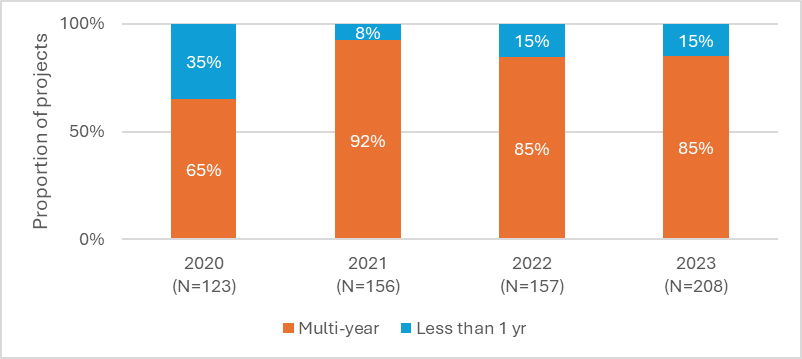 Proportion of projects
100%
50%
0%
35%
8%
15%
15%
65%
92%
85%
85%
2020
(N=123)
2021
(N=156)
2022
(N=157)
2023
(N=208)
Multi-year
Less than 1 yr